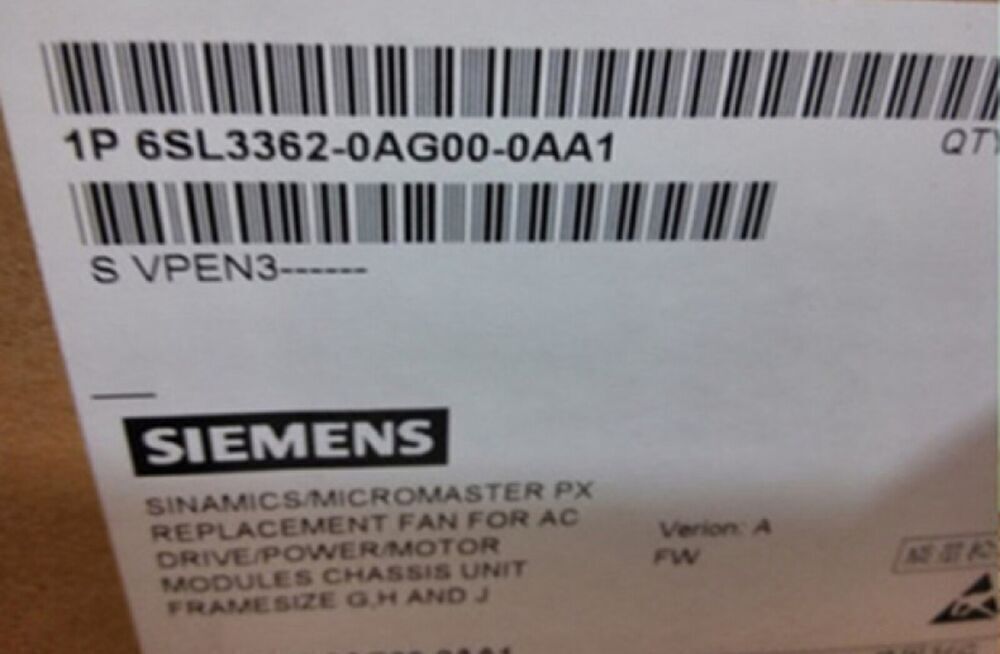 1P 6SL3362-0AG00-0AA1
QTY
S VPEN3------
SIEMENS
SINAMICS/MICROMASTER PX
REPLACEMENT FAN FOR AC
DRIVE/POWER/MOTOR
MODULES CHASSIS UNIT
FRAMESIZE G,H AND J
Verion: A
FW